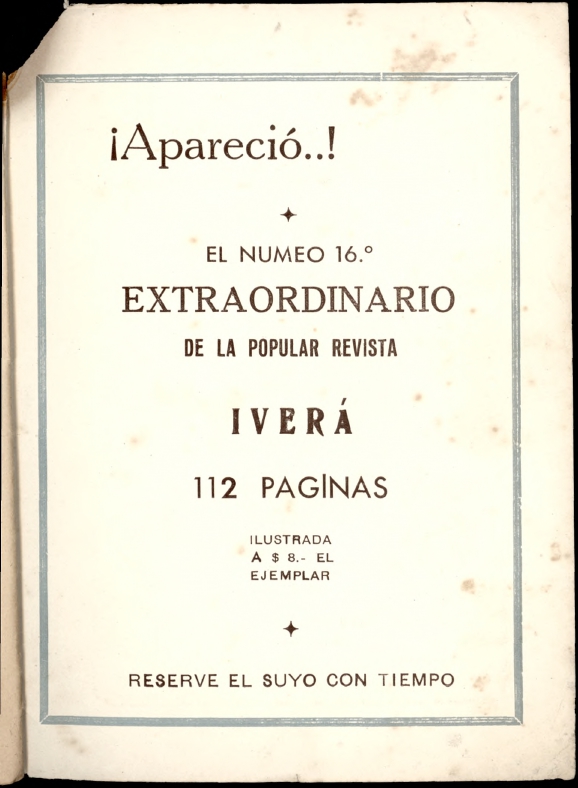 ¡Apareció..!
EL NUMEO 16.º
EXTRAORDINARIO
DE LA POPULAR REVISTA
IVERÁ
112 PAGINAS
ILUSTRADA
A $ 8.- EL
EJEMPLAR
RESERVE EL SUYO CON TIEMPO